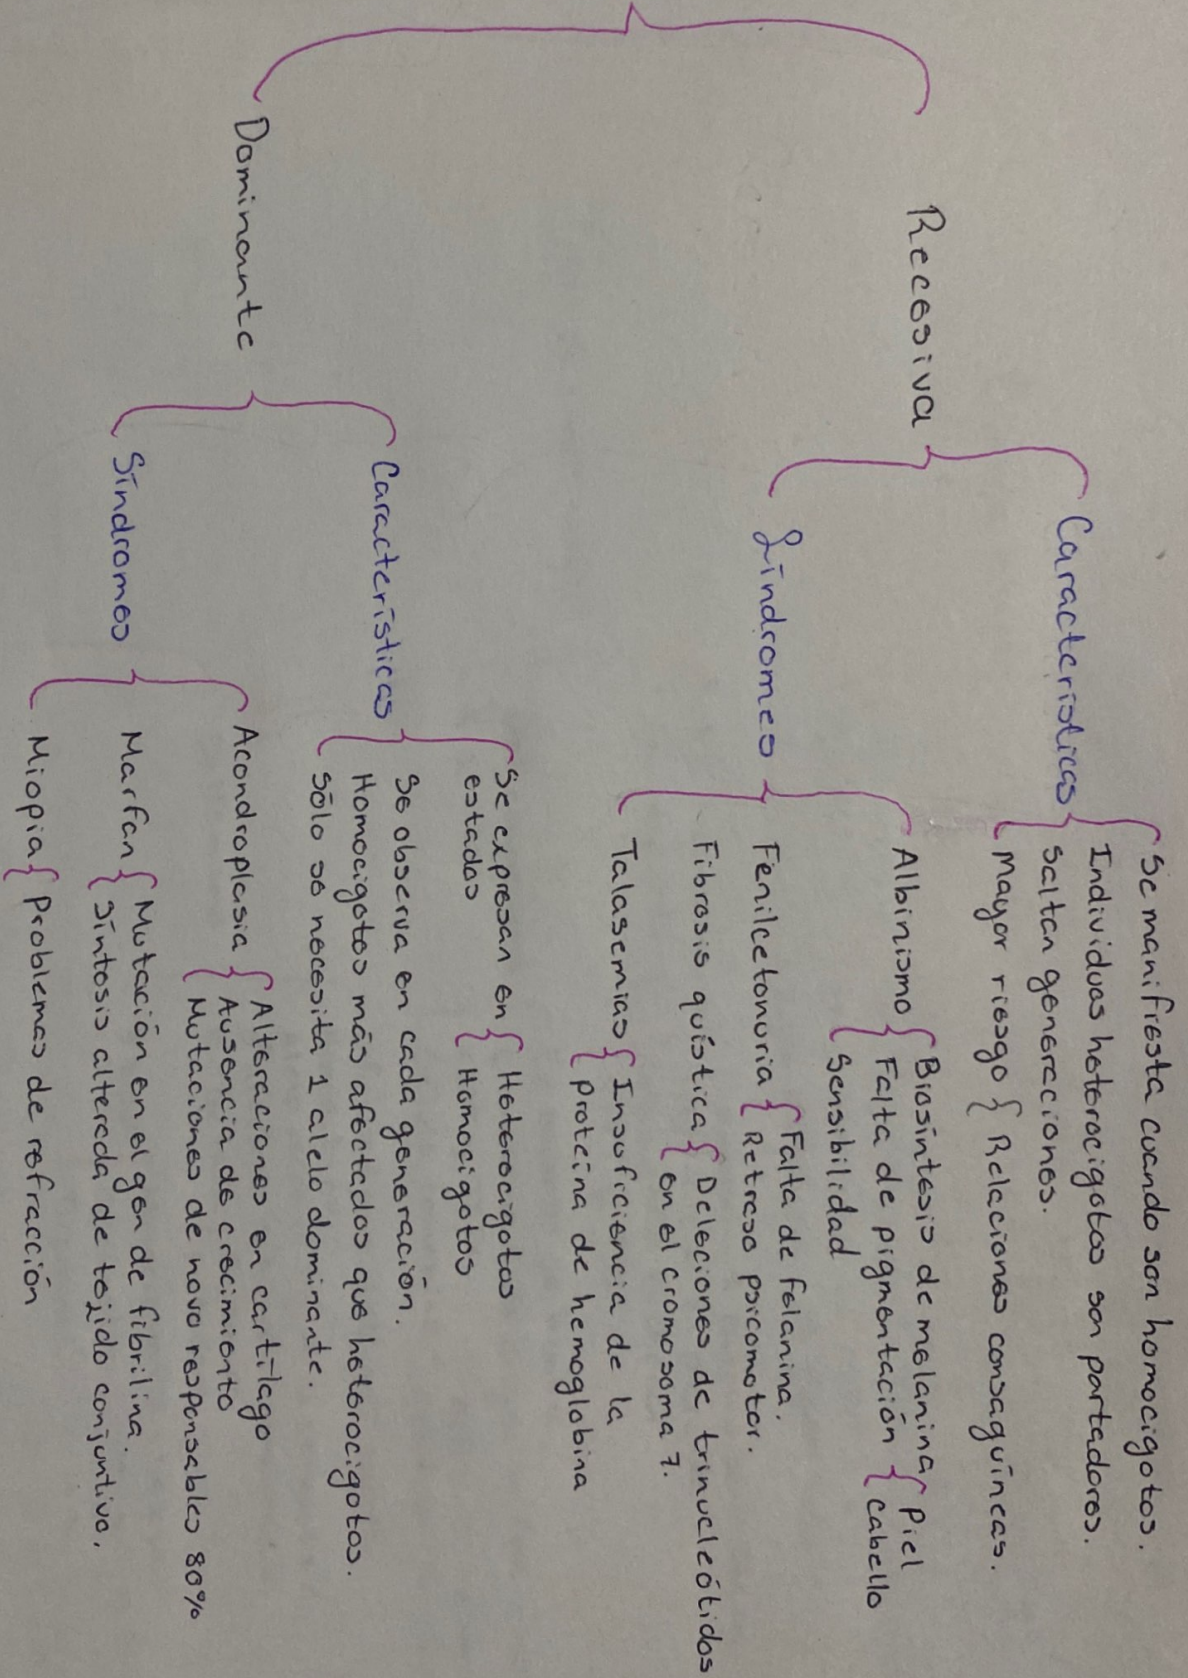 Recesiva
Características
Se manifiesta cuando son homocigotos.
Individuos heterocigotos son portadores.
Saltan generaciones.
Mayor riesgo { Relaciones consaguíneas.
Síndromes
Albinismo
Biosíntesis de melanina
Falta de pigmentación
Piel
Cabello
Sensibilidad
Fenilcetonuria
Falta de felanina.
Retraso psicomotor.
Fibrosis quística
Deleciones de trinucleótidos
en el cromosoma 7.
Talasemias
Insuficiencia de la
proteína de hemoglobina
Dominante
Características
Se expresan en
estados
Heterocigotos
Homocigotos
Se observa en cada generación.
Homocigotos más afectados que heterocigotos.
Sólo se necesita 1 alelo dominante.
Síndromes
Acondroplasia
Alteraciones en cartílago
Ausencia de crecimiento
Mutaciones de novo responsables 80%
Marfan
Mutación en el gen de fibrilina.
Síntesis alterada de tejido conjuntivo.
Miopía { Problemas de refracción